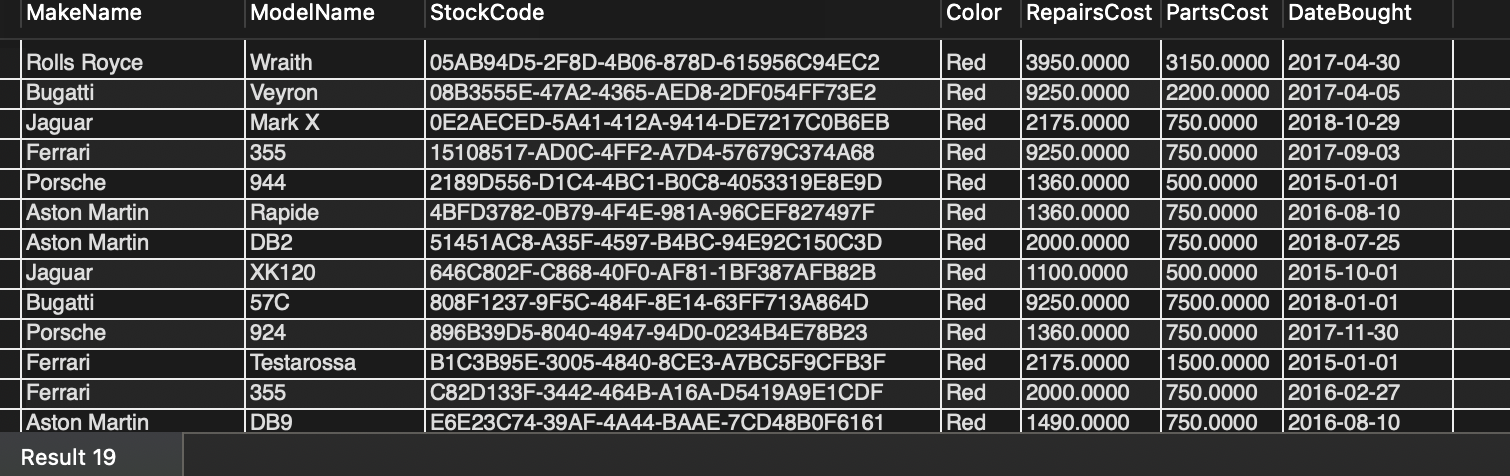 MakeName ModelName StockCode Color RepairsCost PartsCost DateBought
Rolls Royce Wraith 05AB94D5-2F8D-4B06-878D-615956C94EC2 Red 3950.0000 3150.0000 2017-04-30
Bugatti Veyron 08B3555E-47A2-4365-AED8-2DF054FF73E2 Red 9250.0000 2200.0000 2017-04-05
Jaguar Mark X 0E2AECED-5A41-412A-9414-DE7217C0B6EB Red 2175.0000 750.0000 2018-10-29
Ferrari 355 15108517-AD0C-4FF2-A7D4-57679C374A68 Red 9250.0000 750.0000 2017-09-03
Porsche 944 2189D556-D1C4-4BC1-B0C8-4053319E8E9D Red 1360.0000 500.0000 2015-01-01
Aston Martin Rapide 4BFD3782-0B79-4F4E-981A-96CEF827497F Red 1360.0000 750.0000 2016-08-10
Aston Martin DB2 51451AC8-A35F-4597-B4BC-94E92C150C3D Red 2000.0000 750.0000 2018-07-25
Jaguar XK120 646C802F-C868-40F0-AF81-1BF387AFB82B Red 1100.0000 500.0000 2015-10-01
Bugatti 57C 808F1237-9F5C-484F-8E14-63FF713A864D Red 9250.0000 7500.0000 2018-01-01
Porsche 924 896B39D5-8040-4947-94D0-0234B4E78B23 Red 1360.0000 750.0000 2017-11-30
Ferrari Testarossa B1C3B95E-3005-4840-8CE3-A7BC5F9CFB3F Red 2175.0000 1500.0000 2015-01-01
Ferrari 355 C82D133F-3442-464B-A16A-D5419A9E1CDF Red 2000.0000 750.0000 2016-02-27
Aston Martin DB9 E6E23C74-39AF-4A44-BAAE-7CD48B0F6161 Red 1490.0000 750.0000 2016-08-10
Result 19